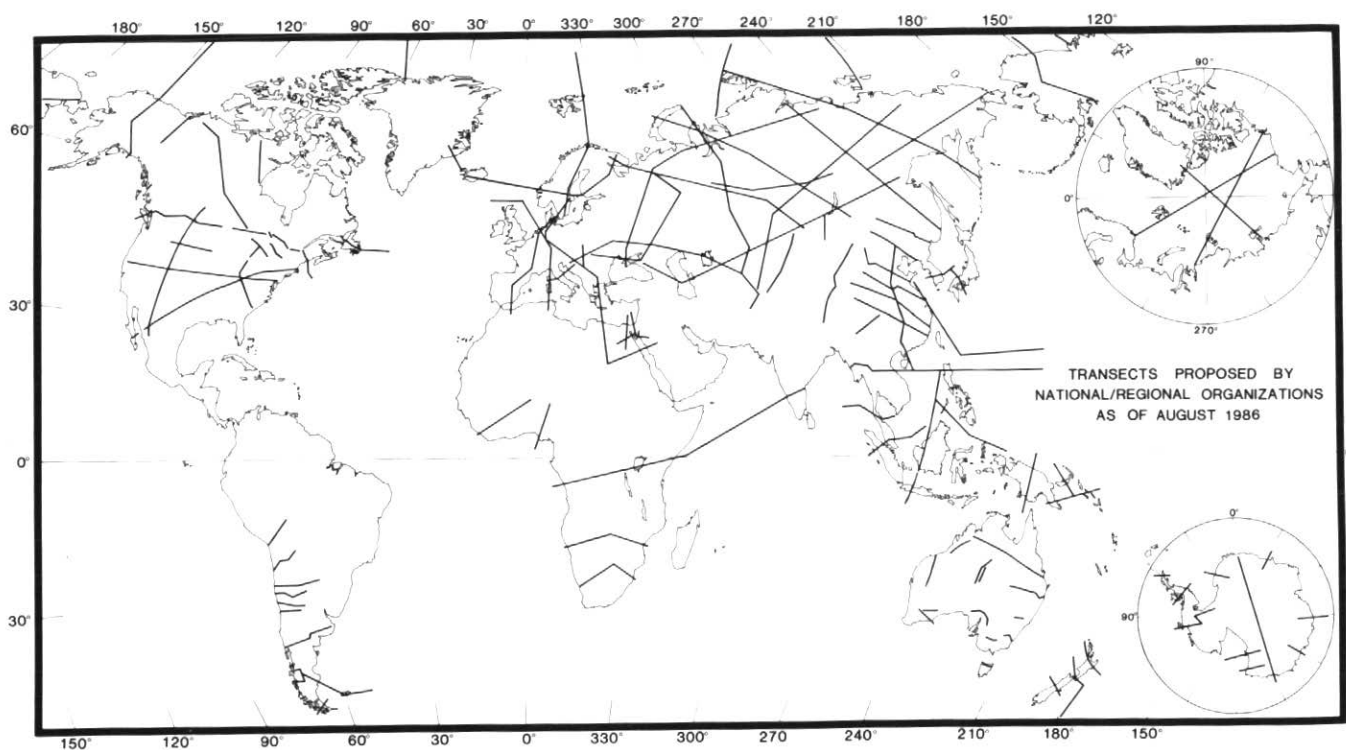 180° 150° 120° 90° 60° 30° 0° 330° 300° 270° 240° 210° 180° 150° 120°
90°
60°
0°
30°
270°
TRANSECTS PROPOSED BY
NATIONAL/REGIONAL ORGANIZATIONS
AS OF AUGUST 1986
0°
0°
90°
30°
150° 120° 90° 60° 30° 0° 330° 300° 270° 240° 210° 180° 150°